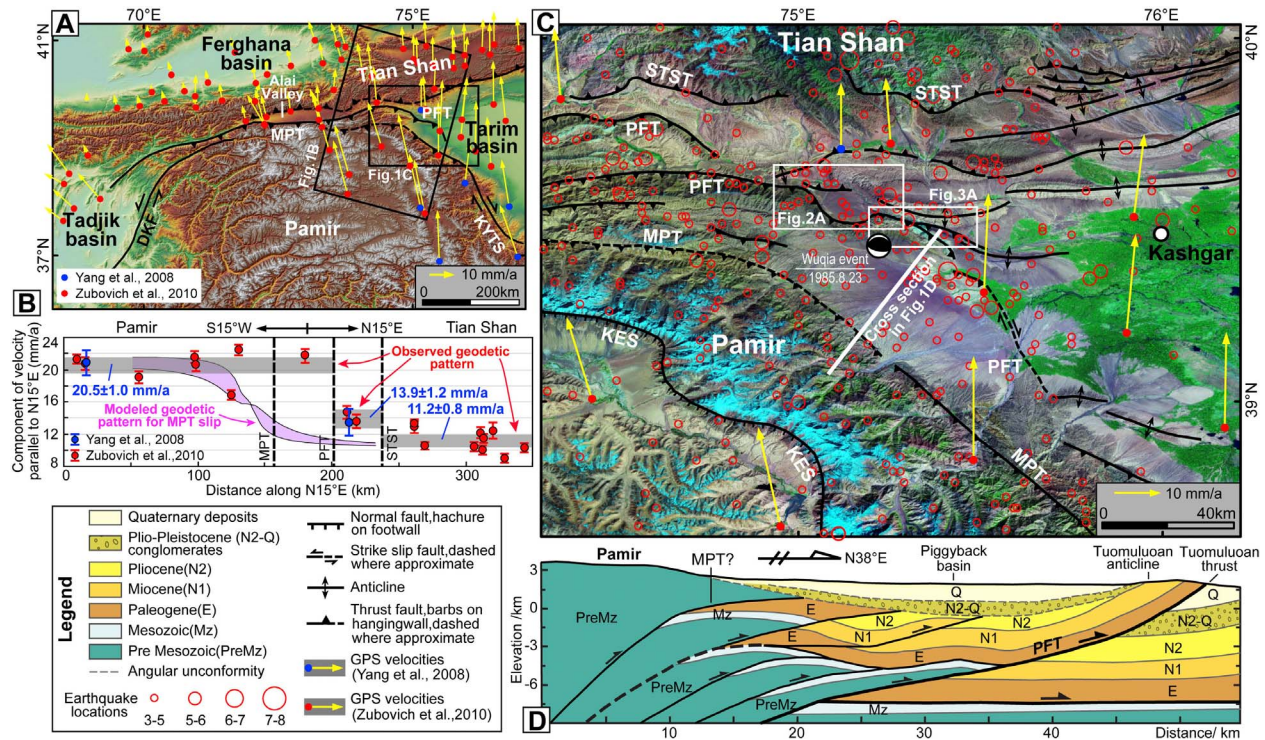 A
70°E
75°E
41°N
37°N
Ferghana
basin
Tian Shan
Alai
Valley
PFT
MPT
Tarim
basin
Fig.1B
Fig.1C
Tadjik
basin
DKF
Pamir
KYTS
Yang et al., 2008
Zubovich et al., 2010
10 mm/a
0 200km
B
Pamir
S15°W
N15°E
Tian Shan
Component of velocity
parallel to N15°E (mm/a)
24
20
16
12
8
Observed geodetic
pattern
20.5±1.0 mm/a
13.9±1.2 mm/a
11.2±0.8 mm/a
Modeled geodetic
pattern for MPT slip
Yang et al., 2008
Zubovich et al.,2010
MPT
PFT
STST
0 100 200 300
Distance along N15°E (km)
Legend
Quaternary deposits
Plio-Pleistocene (N2-Q)
conglomerates
Pliocene(N2)
Miocene(N1)
Paleogene(E)
Mesozoic(Mz)
Pre Mesozoic(PreMz)
Angular unconformity
Earthquake
locations
3-5 5-6 6-7 7-8
Normal fault,hachure
on footwall
Strike slip fault,dashed
where approximate
Anticline
Thrust fault,barbs on
hangingwall,dashed
where approximate
GPS velocities
(Yang et al., 2008)
GPS velocities
(Zubovich et al.,2010)
C
75°E
76°E
40°N
39°N
Tian Shan
STST
STST
PFT
PFT
Fig.2A
Fig.3A
MPT
Wuqia event
1985.8.23
Kashgar
Cross section
in Fig.1D
KES
Pamir
PFT
KES
MPT
10 mm/a
0 40km
D
Pamir
MPT?
N38°E
Piggyback
basin
Tuomuluoan
anticline
Tuomuluoan
thrust
Elevation /km
3
0
-3
-6
PreMz
Mz
E
Q
N2-Q
N2
N2
N1
N1
E
E
PFT
Q
N2-Q
N2
N1
E
PreMz
PreMz
Mz
10 20 30 40 Distance/ km